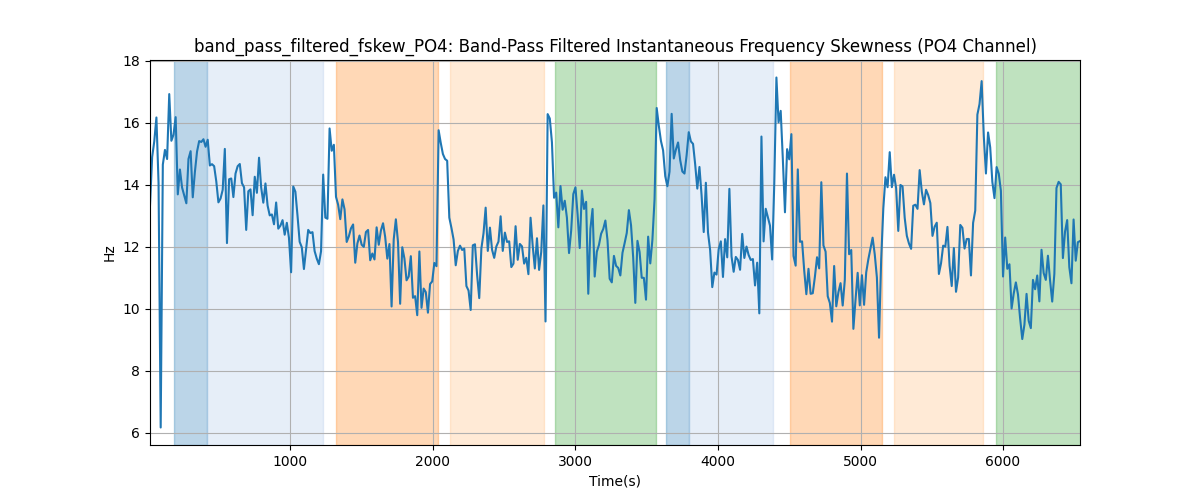 band_pass_filtered_fskew_PO4: Band-Pass Filtered Instantaneous Frequency Skewness (PO4 Channel)
18
16
14
12
10
8
6
Hz
1000 2000 3000 4000 5000 6000
Time(s)